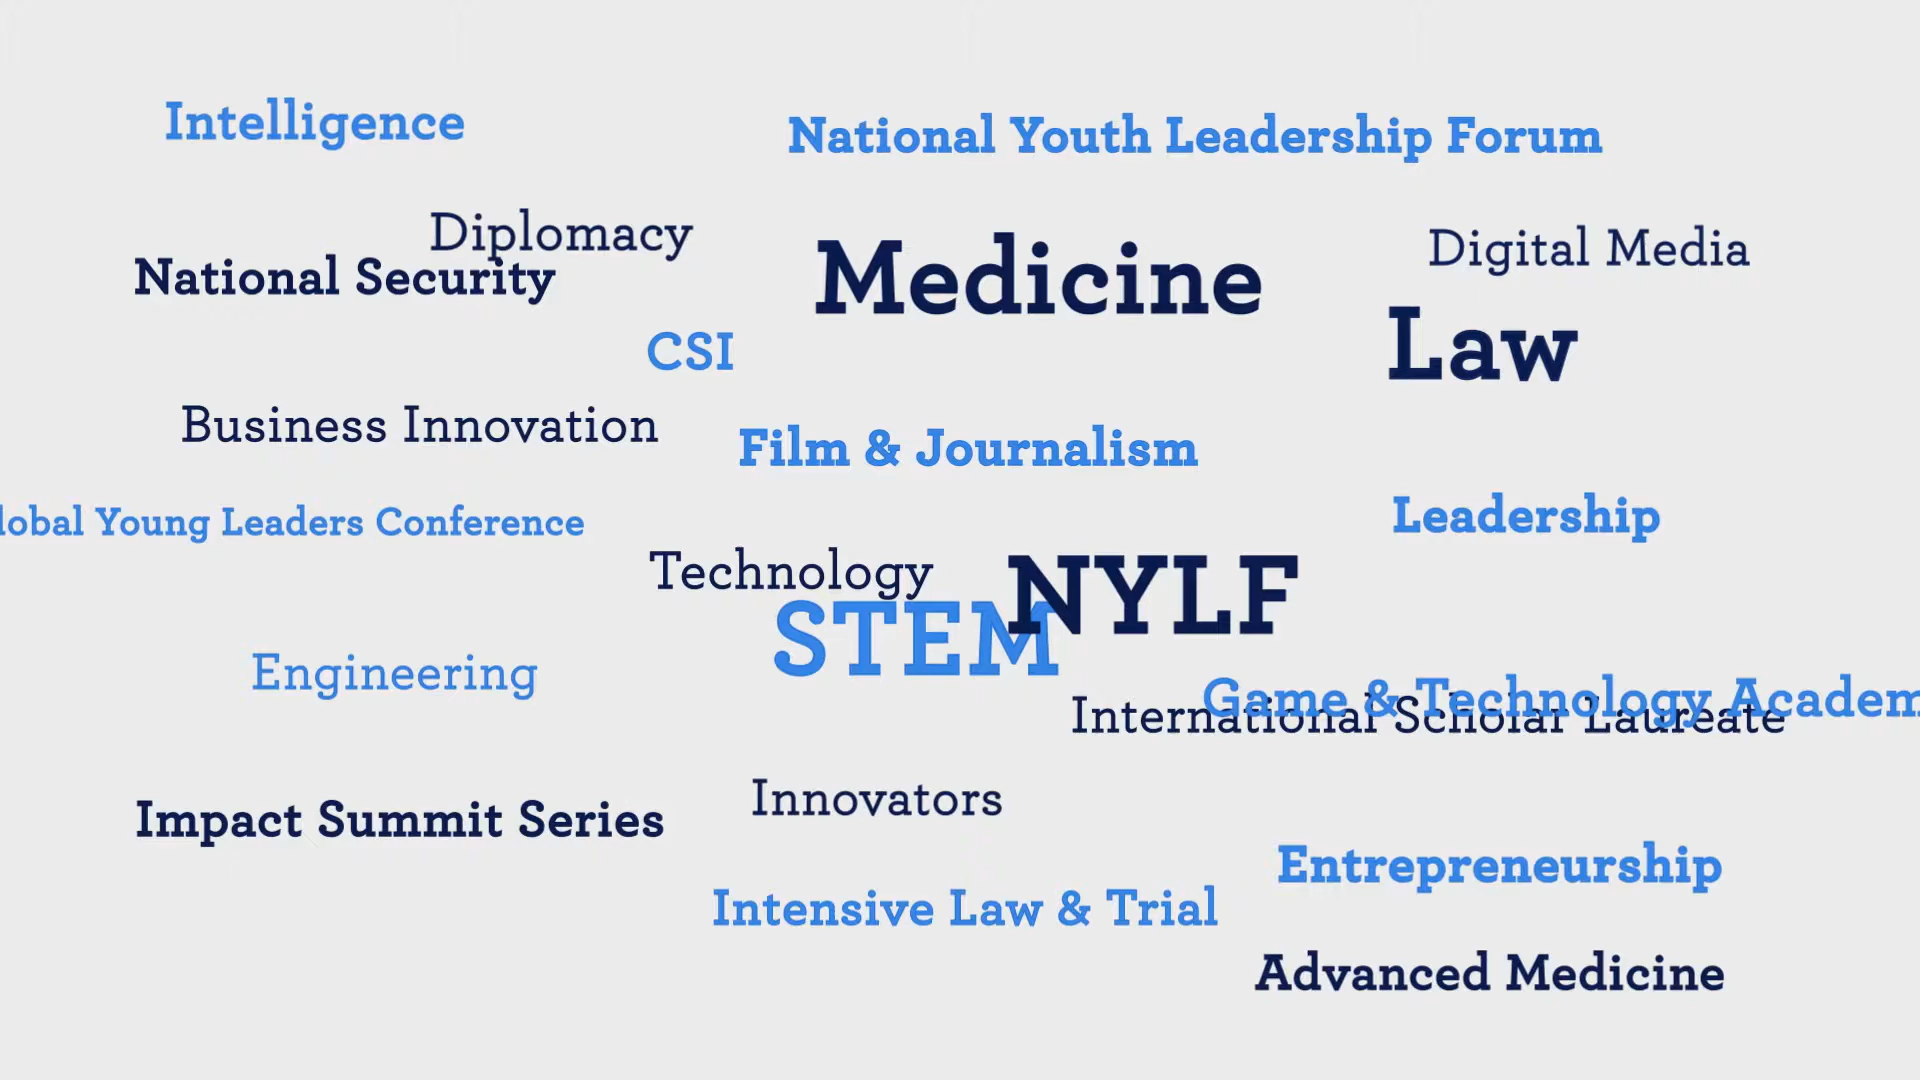 Intelligence
National Youth Leadership Forum
Diplomacy
Digital Media
National Security
Medicine
Law
CSI
Business Innovation
Film & Journalism
lobal Young Leaders Conference
Leadership
Technology
NYLF
STEM
Engineering
Game & Technology Academ
International Scholar Laureate
Innovators
Impact Summit Series
Entrepreneurship
Intensive Law & Trial
Advanced Medicine